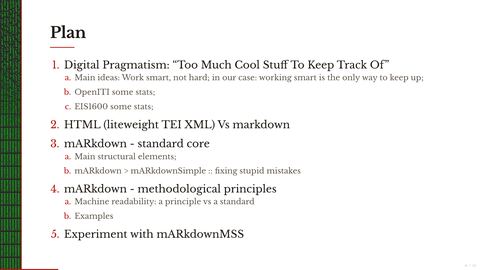 Plan
1. Digital Pragmatism: “Too Much Cool Stuff To Keep Track Of”
a. Main ideas: Work smart, not hard; in our case: working smart is the only way to keep up;
b. OpenITI some stats;
c. EIS1600 some stats;
2. HTML (liteweight TEI XML) Vs markdown
3. mARkdown - standard core
a. Main structural elements;
b. mARkdown > mARkdownSimple :: fixing stupid mistakes
4. mARkdown - methodological principles
a. Machine readability: a principle vs a standard
b. Examples
5. Experiment with mARkdownMSS